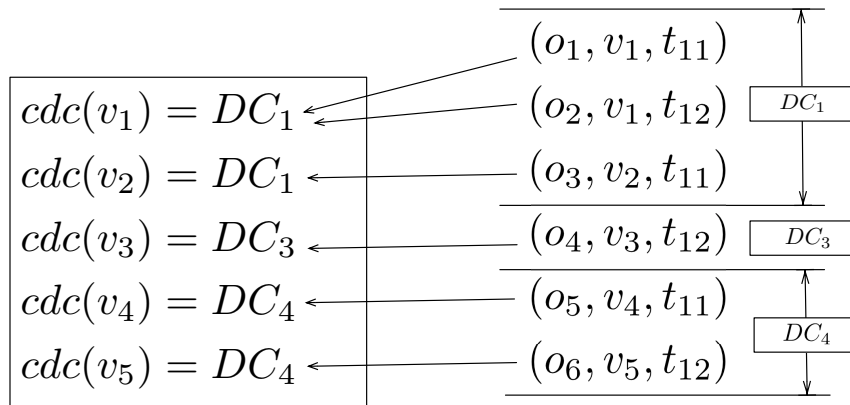 cdc(v₁) = DC₁
cdc(v₂) = DC₁
cdc(v₃) = DC₃
cdc(v₄) = DC₄
cdc(v₅) = DC₄
(o₁, v₁, t₁₁)
(o₂, v₁, t₁₂)
(o₃, v₂, t₁₁)
(o₄, v₃, t₁₂)
(o₅, v₄, t₁₁)
(o₆, v₅, t₁₂)
DC₁
DC₃
DC₄